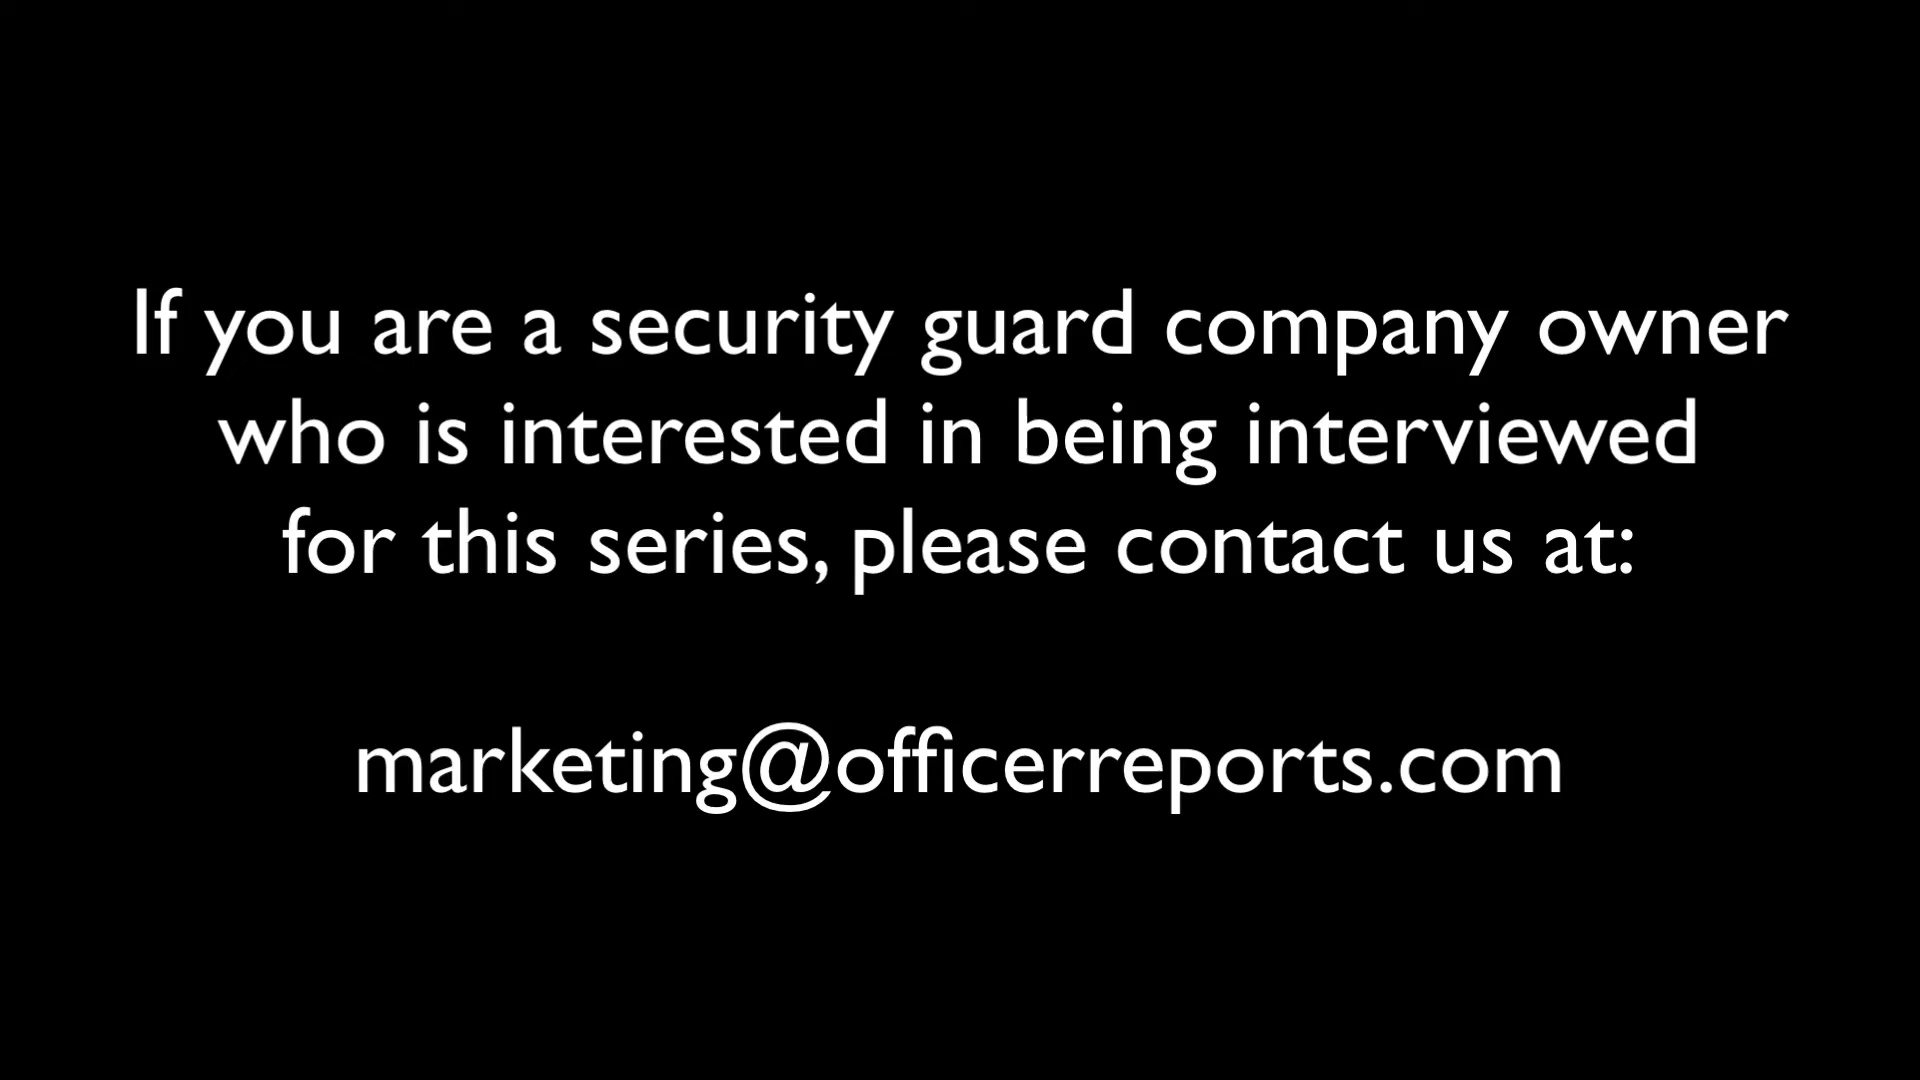 If you are a security guard company owner
who is interested in being interviewed
for this series, please contact us at:
marketing@officerreports.com